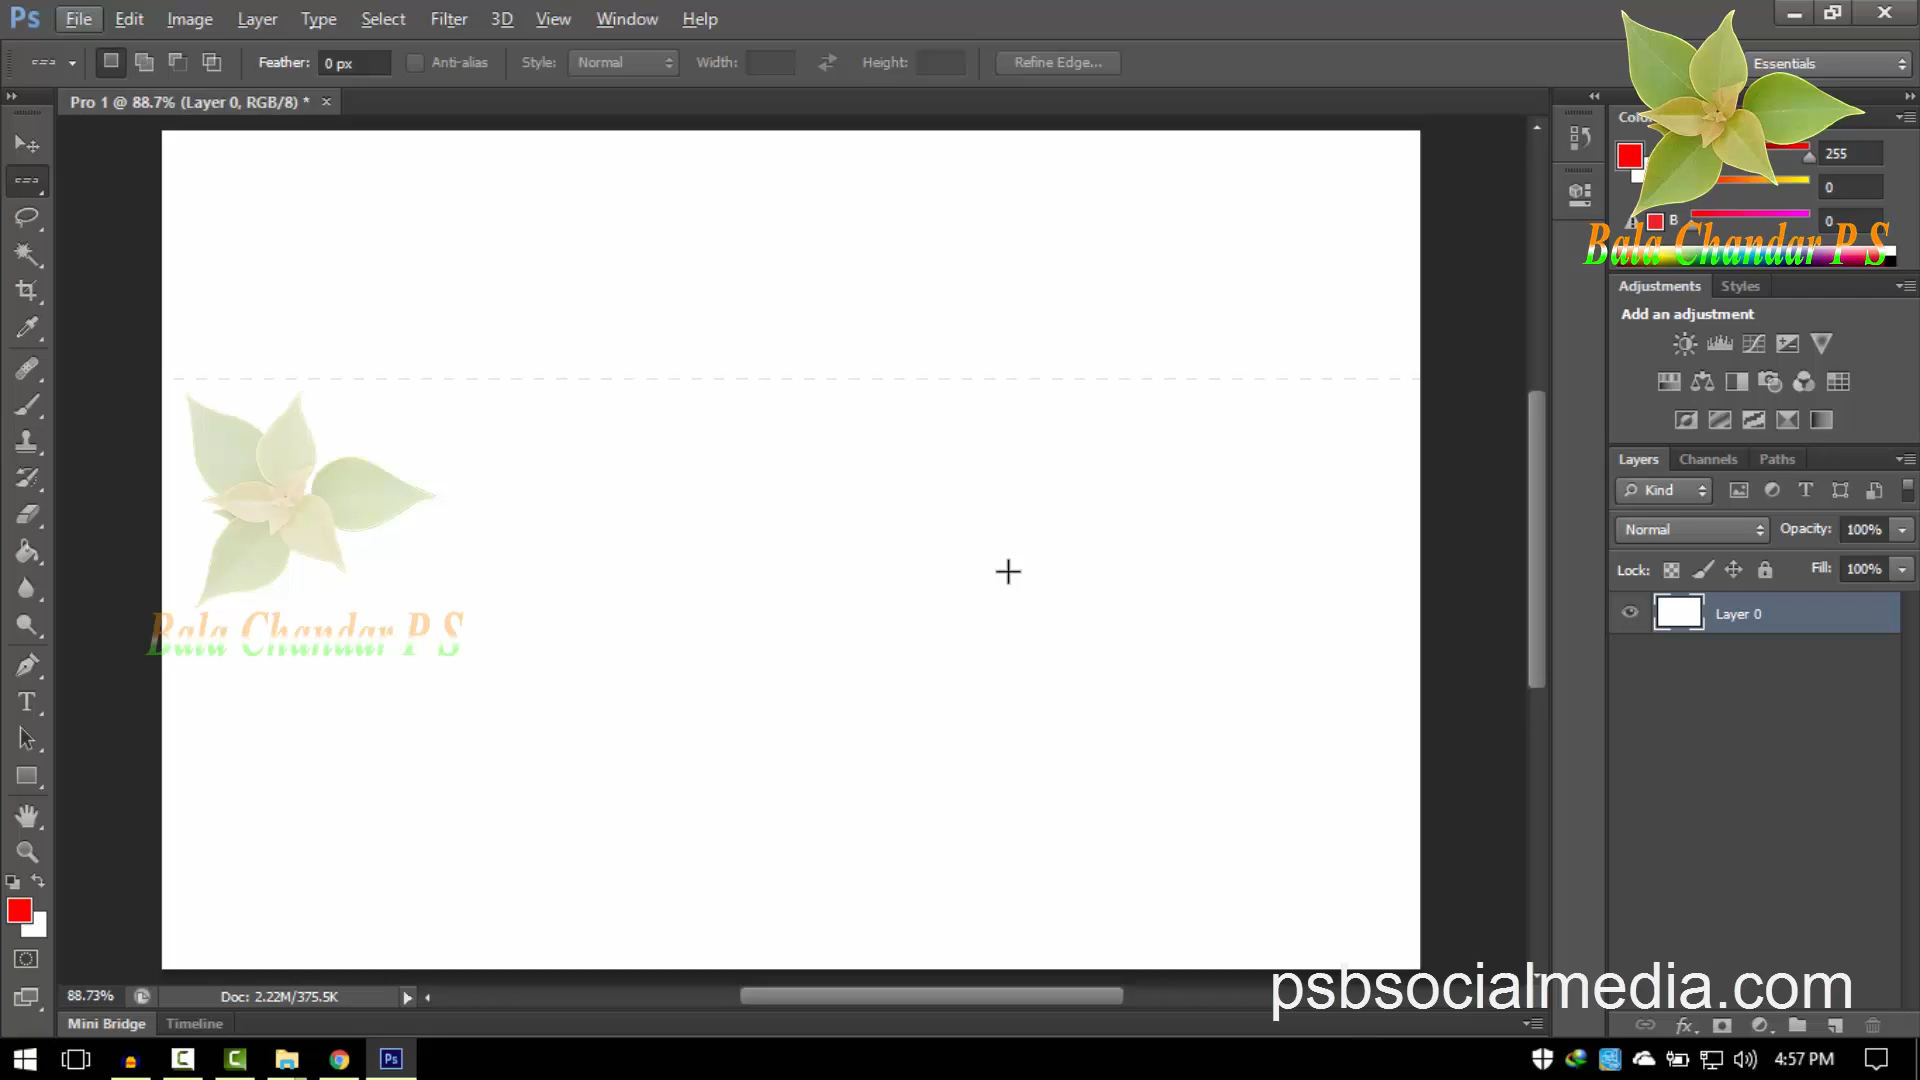 Ps File Edit Image Layer Type Select Filter 3D View Window Help
Feather: 0 px Anti-alias Style: Normal Width: Height: Refine Edge... Essentials
Pro 1 @ 88.7% (Layer 0, RGB/8) * ×
255
0
B 0
Bala Chandar P S
Adjustments Styles
Add an adjustment
Layers Channels Paths
Kind
Normal Opacity: 100%
Lock: Fill: 100%
Layer 0
Bala Chandar P S
88.73% Doc: 2.22M/375.5K
psbsocialmedia.com
Mini Bridge Timeline
Ps 4:57 PM